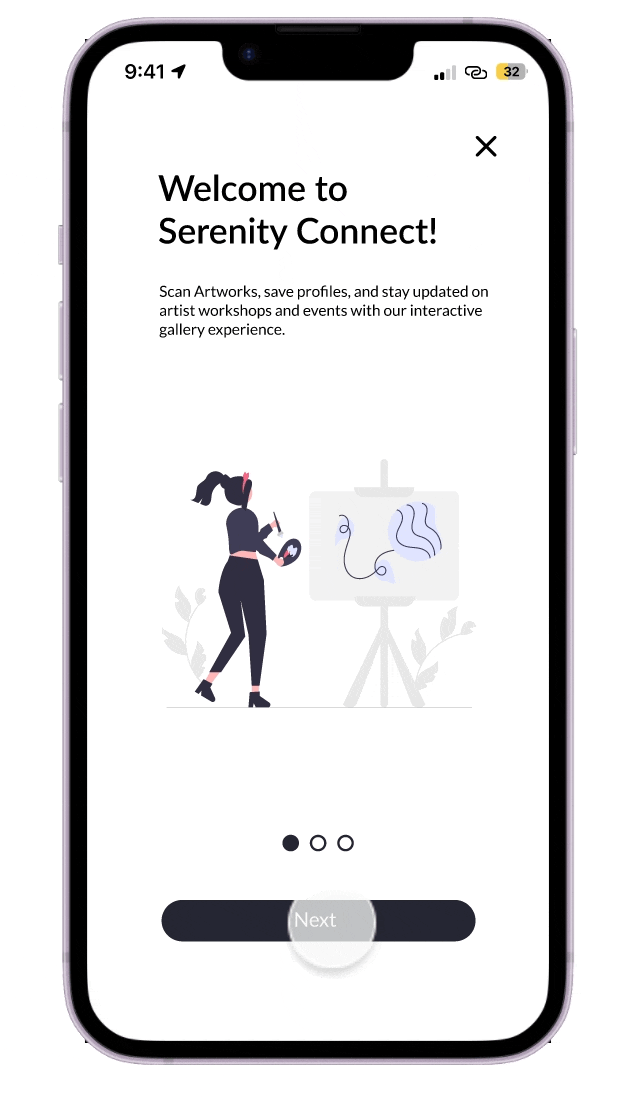 9:41
32
Welcome to
Serenity Connect!
Scan Artworks, save profiles, and stay updated on
artist workshops and events with our interactive
gallery experience.
Next